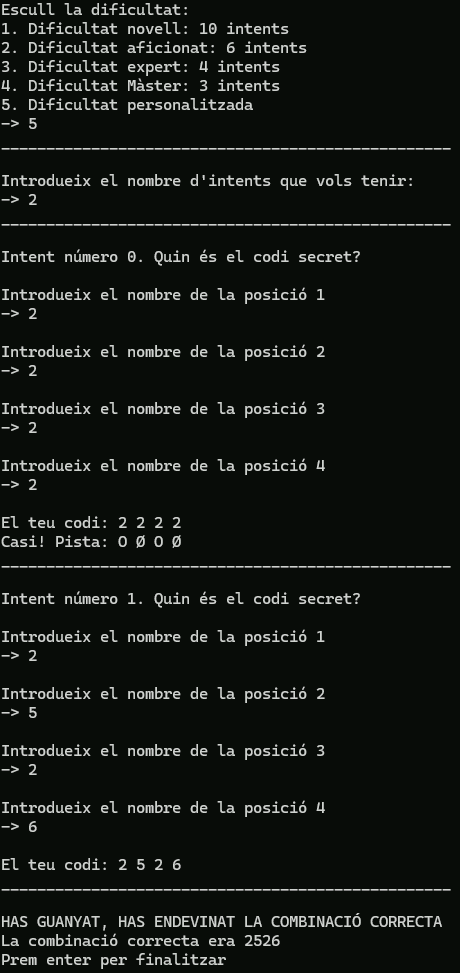 Escull la dificultat:
1. Dificultat novell: 10 intents
2. Dificultat aficionat: 6 intents
3. Dificultat expert: 4 intents
4. Dificultat Màster: 3 intents
5. Dificultat personalitzada
-> 5
__________________________________________________
Introdueix el nombre d'intents que vols tenir:
-> 2
__________________________________________________
Intent número 0. Quin és el codi secret?
Introdueix el nombre de la posició 1
-> 2
Introdueix el nombre de la posició 2
-> 2
Introdueix el nombre de la posició 3
-> 2
Introdueix el nombre de la posició 4
-> 2
El teu codi: 2 2 2 2
Casi! Pista: O Ø O Ø
__________________________________________________
Intent número 1. Quin és el codi secret?
Introdueix el nombre de la posició 1
-> 2
Introdueix el nombre de la posició 2
-> 5
Introdueix el nombre de la posició 3
-> 2
Introdueix el nombre de la posició 4
-> 6
El teu codi: 2 5 2 6
__________________________________________________
HAS GUANYAT, HAS ENDEVINAT LA COMBINACIÓ CORRECTA
La combinació correcta era 2526
Prem enter per finalitzar